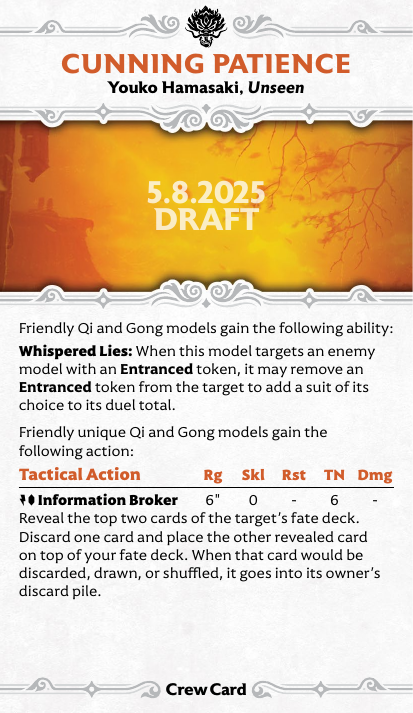 CUNNING PATIENCE
Youko Hamasaki, Unseen
5.8.2025
DRAFT
Friendly Qi and Gong models gain the following ability:
Whispered Lies: When this model targets an enemy
model with an Entranced token, it may remove an
Entranced token from the target to add a suit of its
choice to its duel total.
Friendly unique Qi and Gong models gain the
following action:
Tactical Action Rg Skl Rst TN Dmg
Information Broker 6" 0 - 6 -
Reveal the top two cards of the target's fate deck.
Discard one card and place the other revealed card
on top of your fate deck. When that card would be
discarded, drawn, or shuffled, it goes into its owner's
discard pile.
Crew Card